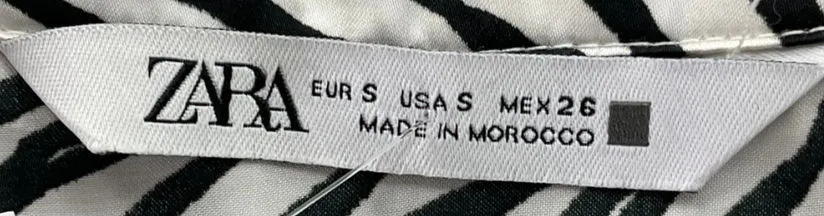 ZARA EUR S USA S MEX 26
MADE IN MOROCCO